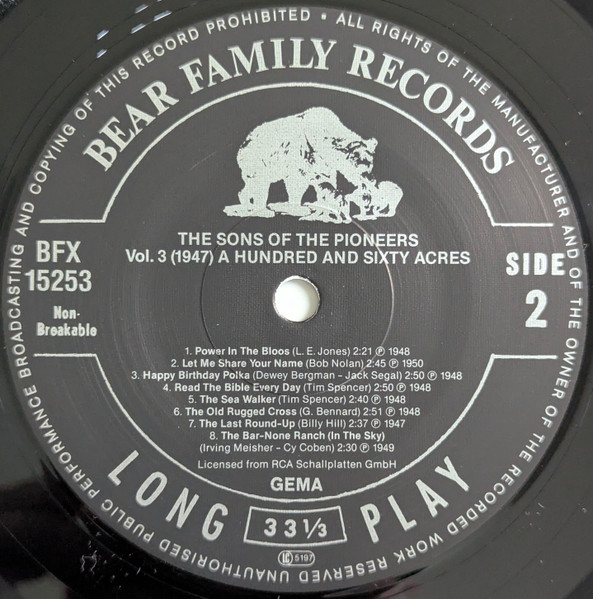 ALL RIGHTS OF THE MANUFACTURER AND OF THE OWNER OF THE RECORDED WORK RESERVED UNAUTHORISED PUBLIC PERFORMANCE BROADCASTING AND COPYING OF THIS RECORD PROHIBITED •
BEAR FAMILY RECORDS
THE SONS OF THE PIONEERS
Vol. 3 (1947) A HUNDRED AND SIXTY ACRES
BFX
15253
Non-
Breakable
SIDE
2
1. Power In The Bloos (L. E. Jones) 2:21 ℗ 1948
2. Let Me Share Your Name (Bob Nolan) 2:45 ℗ 1950
3. Happy Birthday Polka (Dewey Bergman - Jack Segal) 2:50 ℗ 1948
4. Read The Bible Every Day (Tim Spencer) 2:50 ℗ 1948
5. The Sea Walker (Tim Spencer) 2:40 ℗ 1948
6. The Old Rugged Cross (G. Bennard) 2:51 ℗ 1948
7. The Last Round-Up (Billy Hill) 2:37 ℗ 1947
8. The Bar-None Ranch (In The Sky)
(Irving Meisher - Cy Coben) 2:30 ℗ 1949
Licensed from RCA Schallplatten GmbH
GEMA
LONG PLAY
33 1/3
LC 5197